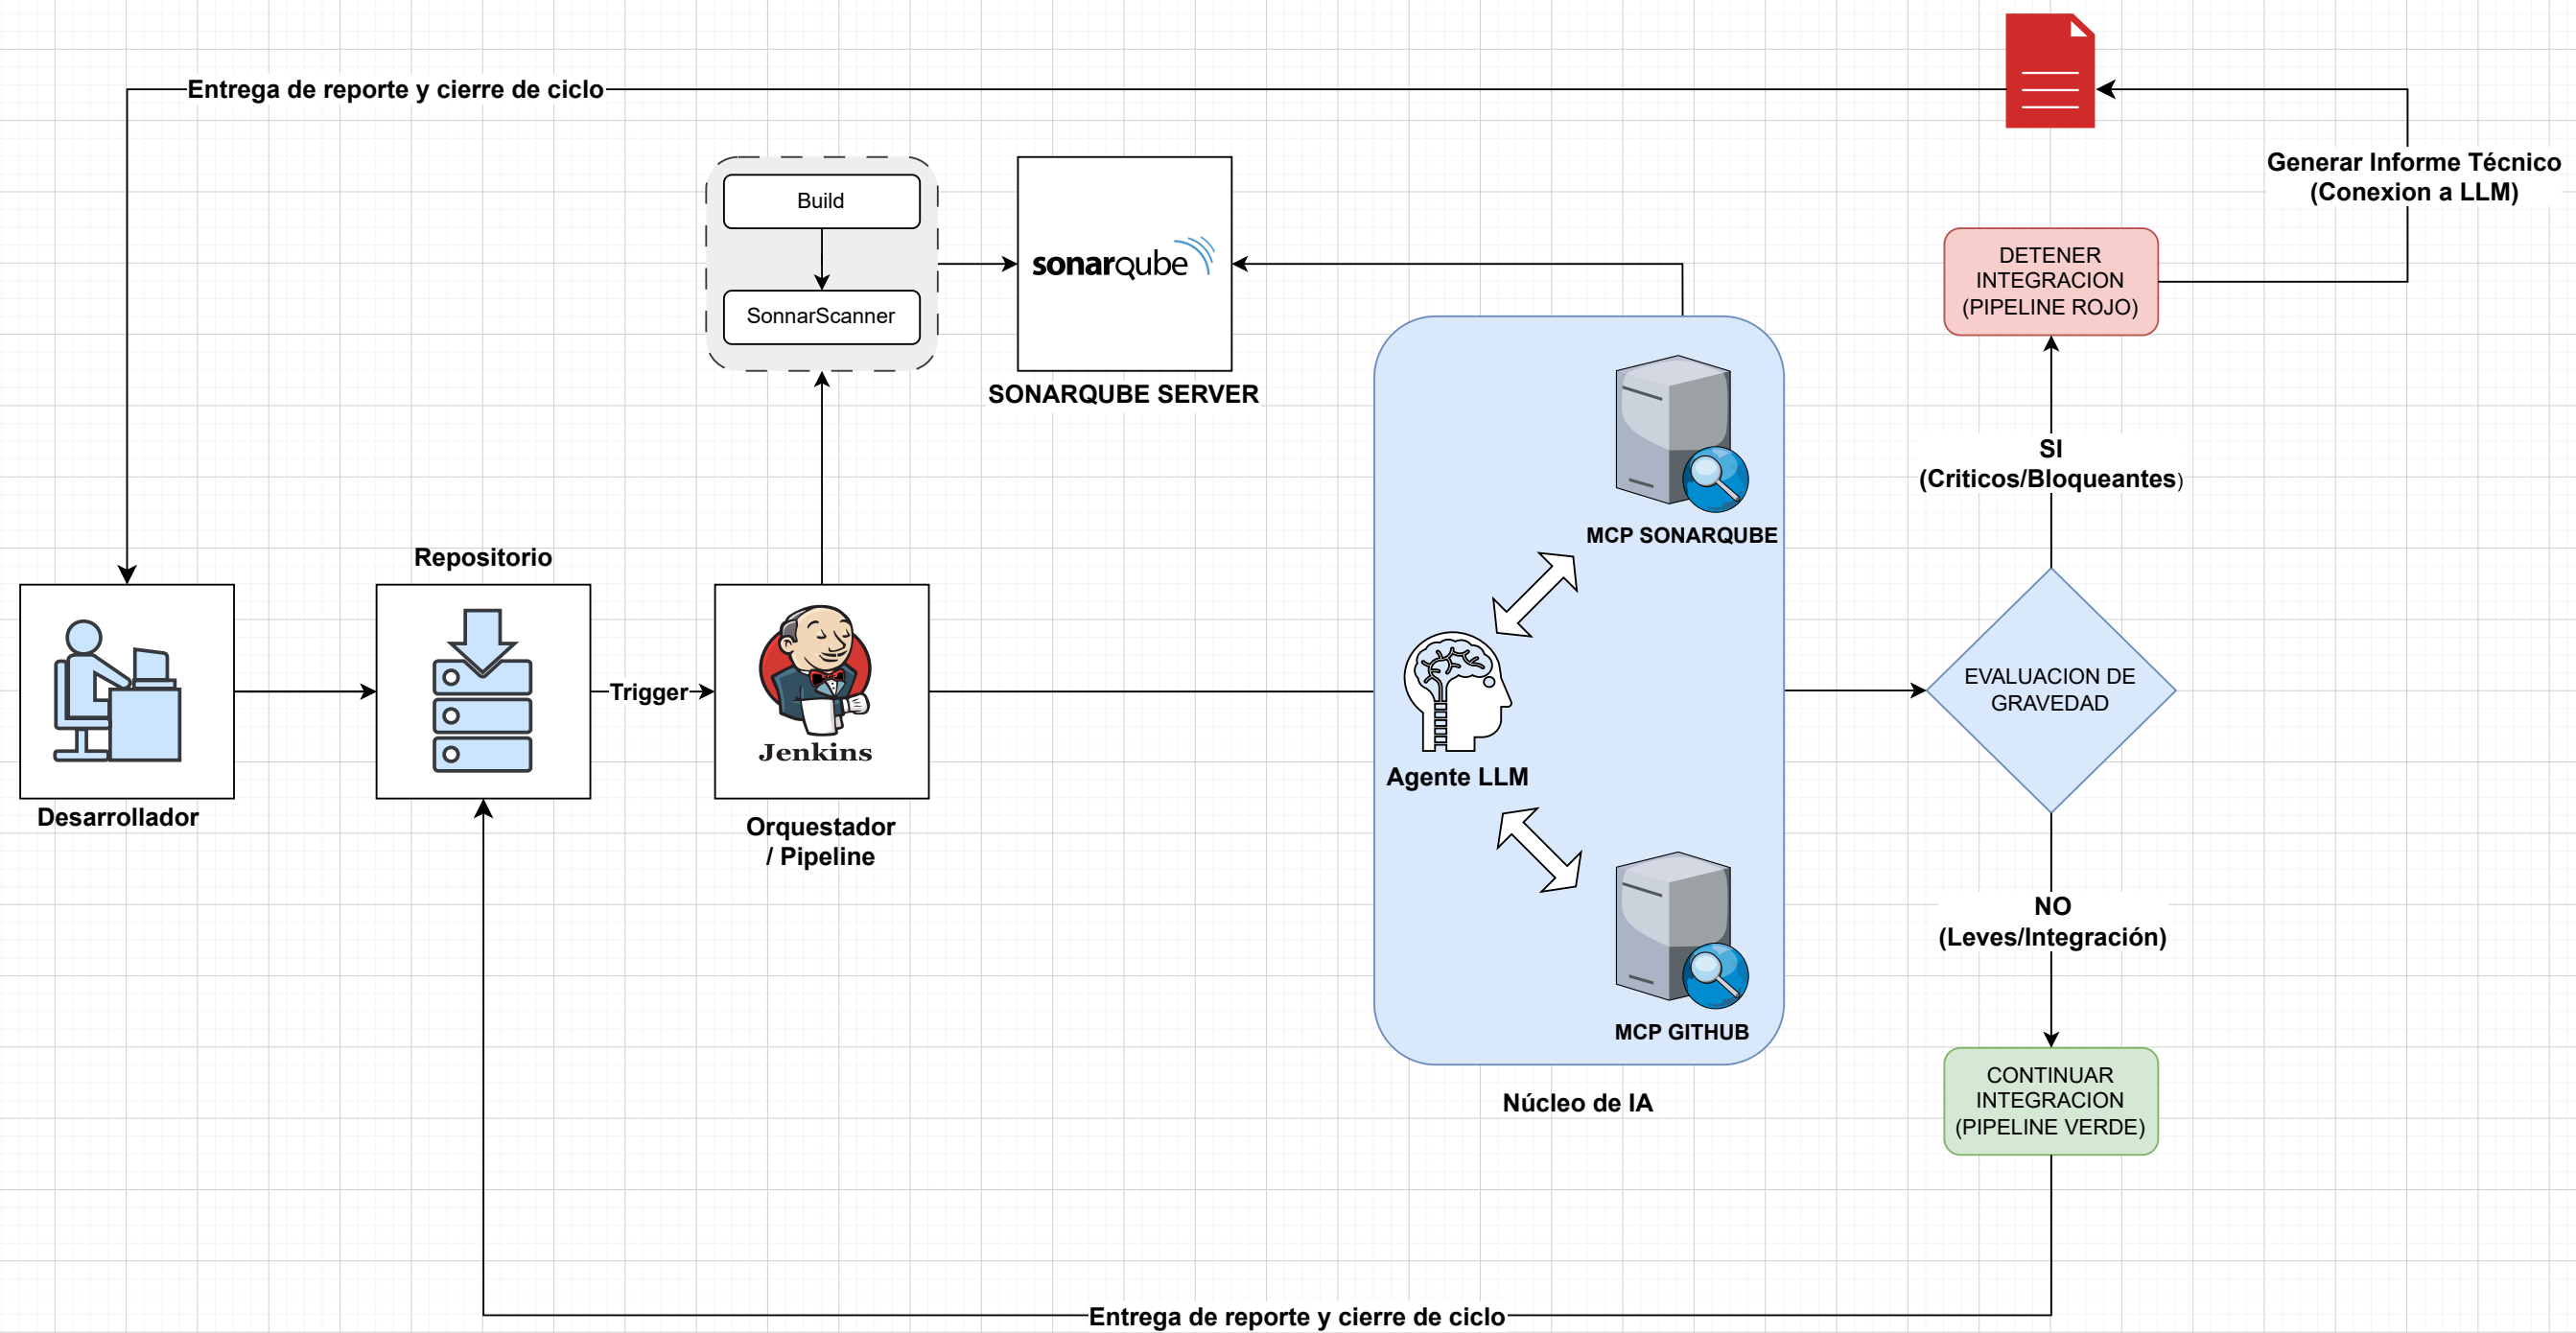 Entrega de reporte y cierre de ciclo
Generar Informe Técnico
(Conexion a LLM)
Build
SonnarScanner
sonarqube
SONARQUBE SERVER
DETENER
INTEGRACION
(PIPELINE ROJO)
SI
(Criticos/Bloqueantes)
MCP SONARQUBE
Repositorio
Trigger
Jenkins
Desarrollador
Orquestador
/ Pipeline
Agente LLM
EVALUACION DE
GRAVEDAD
NO
(Leves/Integración)
MCP GITHUB
Núcleo de IA
CONTINUAR
INTEGRACION
(PIPELINE VERDE)
Entrega de reporte y cierre de ciclo